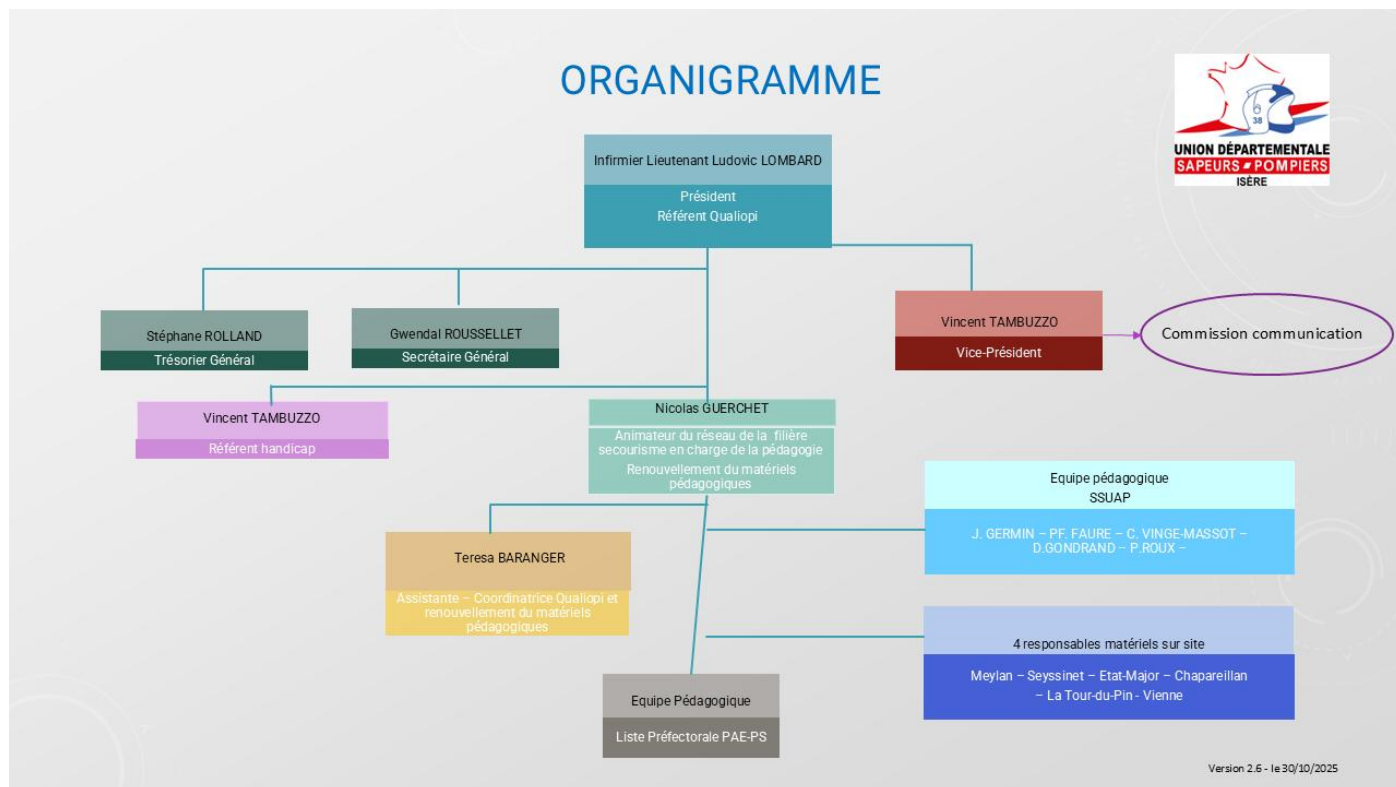 ORGANIGRAMME
38
UNION DÉPARTEMENTALE
SAPEURS POMPIERS
ISÈRE
Infirmier Lieutenant Ludovic LOMBARD
Président
Référent Qualiopi
Stéphane ROLLAND
Trésorier Général
Gwendal ROUSSELLET
Secrétaire Général
Vincent TAMBUZZO
Vice-Président
Commission communication
Vincent TAMBUZZO
Référent handicap
Nicolas GUERCHET
Animateur du réseau de la filière
secourisme en charge de la pédagogie
Renouvellement du matériels
pédagogiques
Equipe pédagogique
SSUAP
J. GERMIN – PF. FAURE – C. VINGE-MASSOT –
D.GONDRAND – P.ROUX –
Teresa BARANGER
Assistante – Coordinatrice Qualiopi et
renouvellement du matériels
pédagogiques
4 responsables matériels sur site
Meylan – Seyssinet – Etat-Major – Chapareillan
– La Tour-du-Pin - Vienne
Equipe Pédagogique
Liste Préfectorale PAE-PS
Version 2.6 - le 30/10/2025